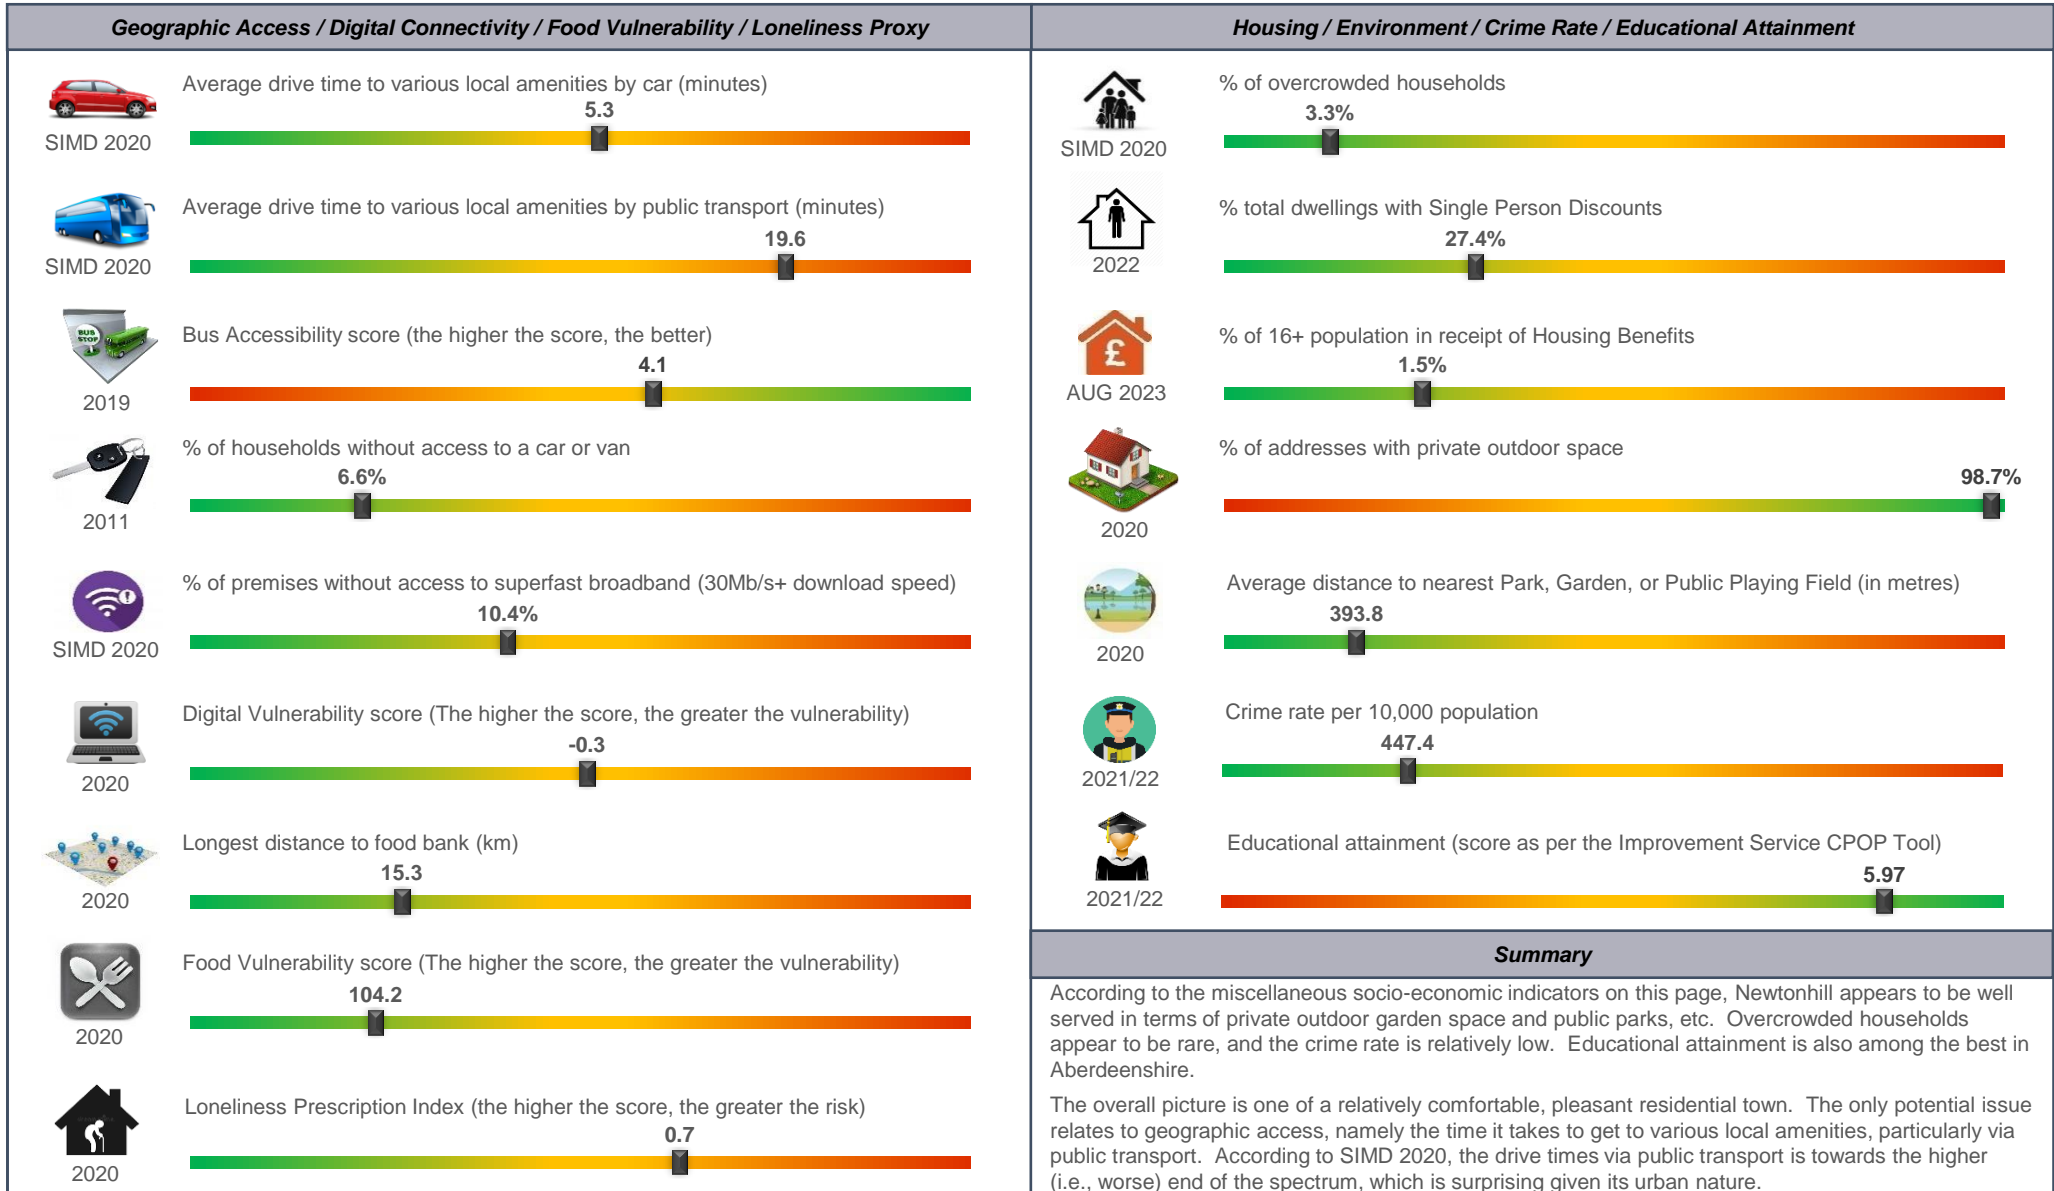 Geographic Access / Digital Connectivity / Food Vulnerability / Loneliness Proxy
Average drive time to various local amenities by car (minutes)
5.3
SIMD 2020
Average drive time to various local amenities by public transport (minutes)
19.6
SIMD 2020
BUS
STOP
Bus Accessibility score (the higher the score, the better)
4.1
2019
% of households without access to a car or van
6.6%
2011
% of premises without access to superfast broadband (30Mb/s+ download speed)
10.4%
SIMD 2020
Digital Vulnerability score (The higher the score, the greater the vulnerability)
-0.3
2020
Longest distance to food bank (km)
15.3
2020
Food Vulnerability score (The higher the score, the greater the vulnerability)
104.2
2020
Loneliness Prescription Index (the higher the score, the greater the risk)
0.7
2020
Housing / Environment / Crime Rate / Educational Attainment
% of overcrowded households
3.3%
SIMD 2020
% total dwellings with Single Person Discounts
27.4%
2022
% of 16+ population in receipt of Housing Benefits
1.5%
£
AUG 2023
% of addresses with private outdoor space
98.7%
2020
Average distance to nearest Park, Garden, or Public Playing Field (in metres)
393.8
2020
Crime rate per 10,000 population
447.4
2021/22
Educational attainment (score as per the Improvement Service CPOP Tool)
5.97
2021/22
Summary
According to the miscellaneous socio-economic indicators on this page, Newtonhill appears to be well
served in terms of private outdoor garden space and public parks, etc.  Overcrowded households
appear to be rare, and the crime rate is relatively low.  Educational attainment is also among the best in
Aberdeenshire.
The overall picture is one of a relatively comfortable, pleasant residential town.  The only potential issue
relates to geographic access, namely the time it takes to get to various local amenities, particularly via
public transport.  According to SIMD 2020, the drive times via public transport is towards the higher
(i.e., worse) end of the spectrum, which is surprising given its urban nature.